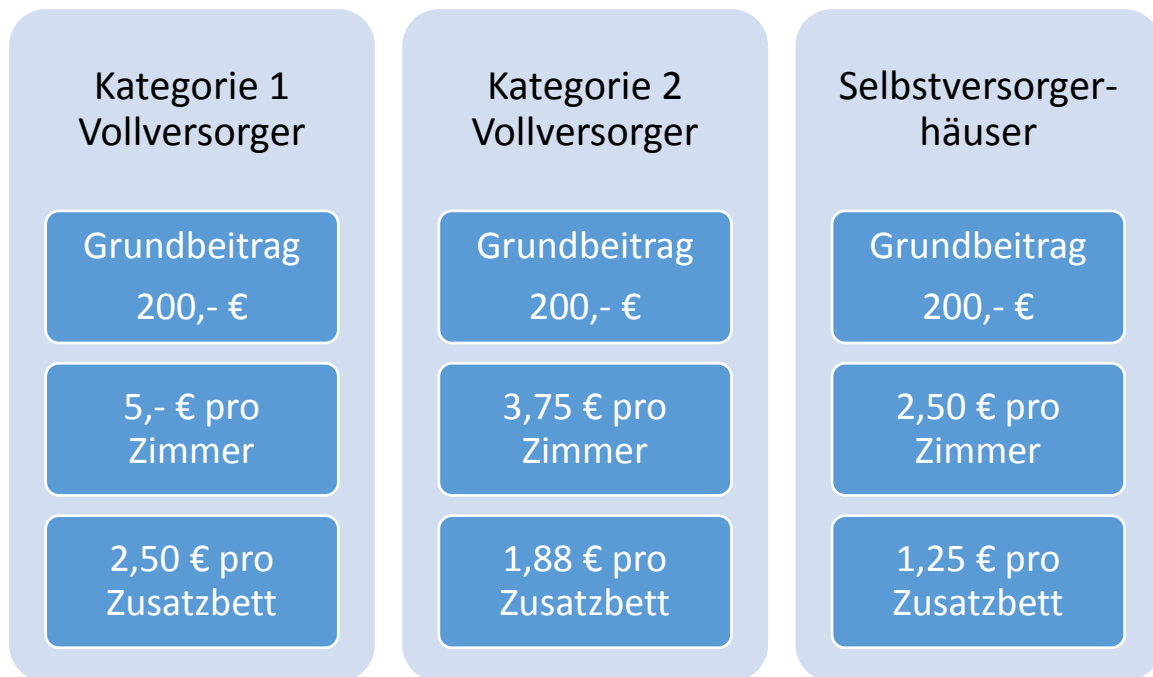 Kategorie 1
Vollversorger
Grundbeitrag
200,- €
5,- € pro
Zimmer
2,50 € pro
Zusatzbett
Kategorie 2
Vollversorger
Grundbeitrag
200,- €
3,75 € pro
Zimmer
1,88 € pro
Zusatzbett
Selbstversorger-
häuser
Grundbeitrag
200,- €
2,50 € pro
Zimmer
1,25 € pro
Zusatzbett